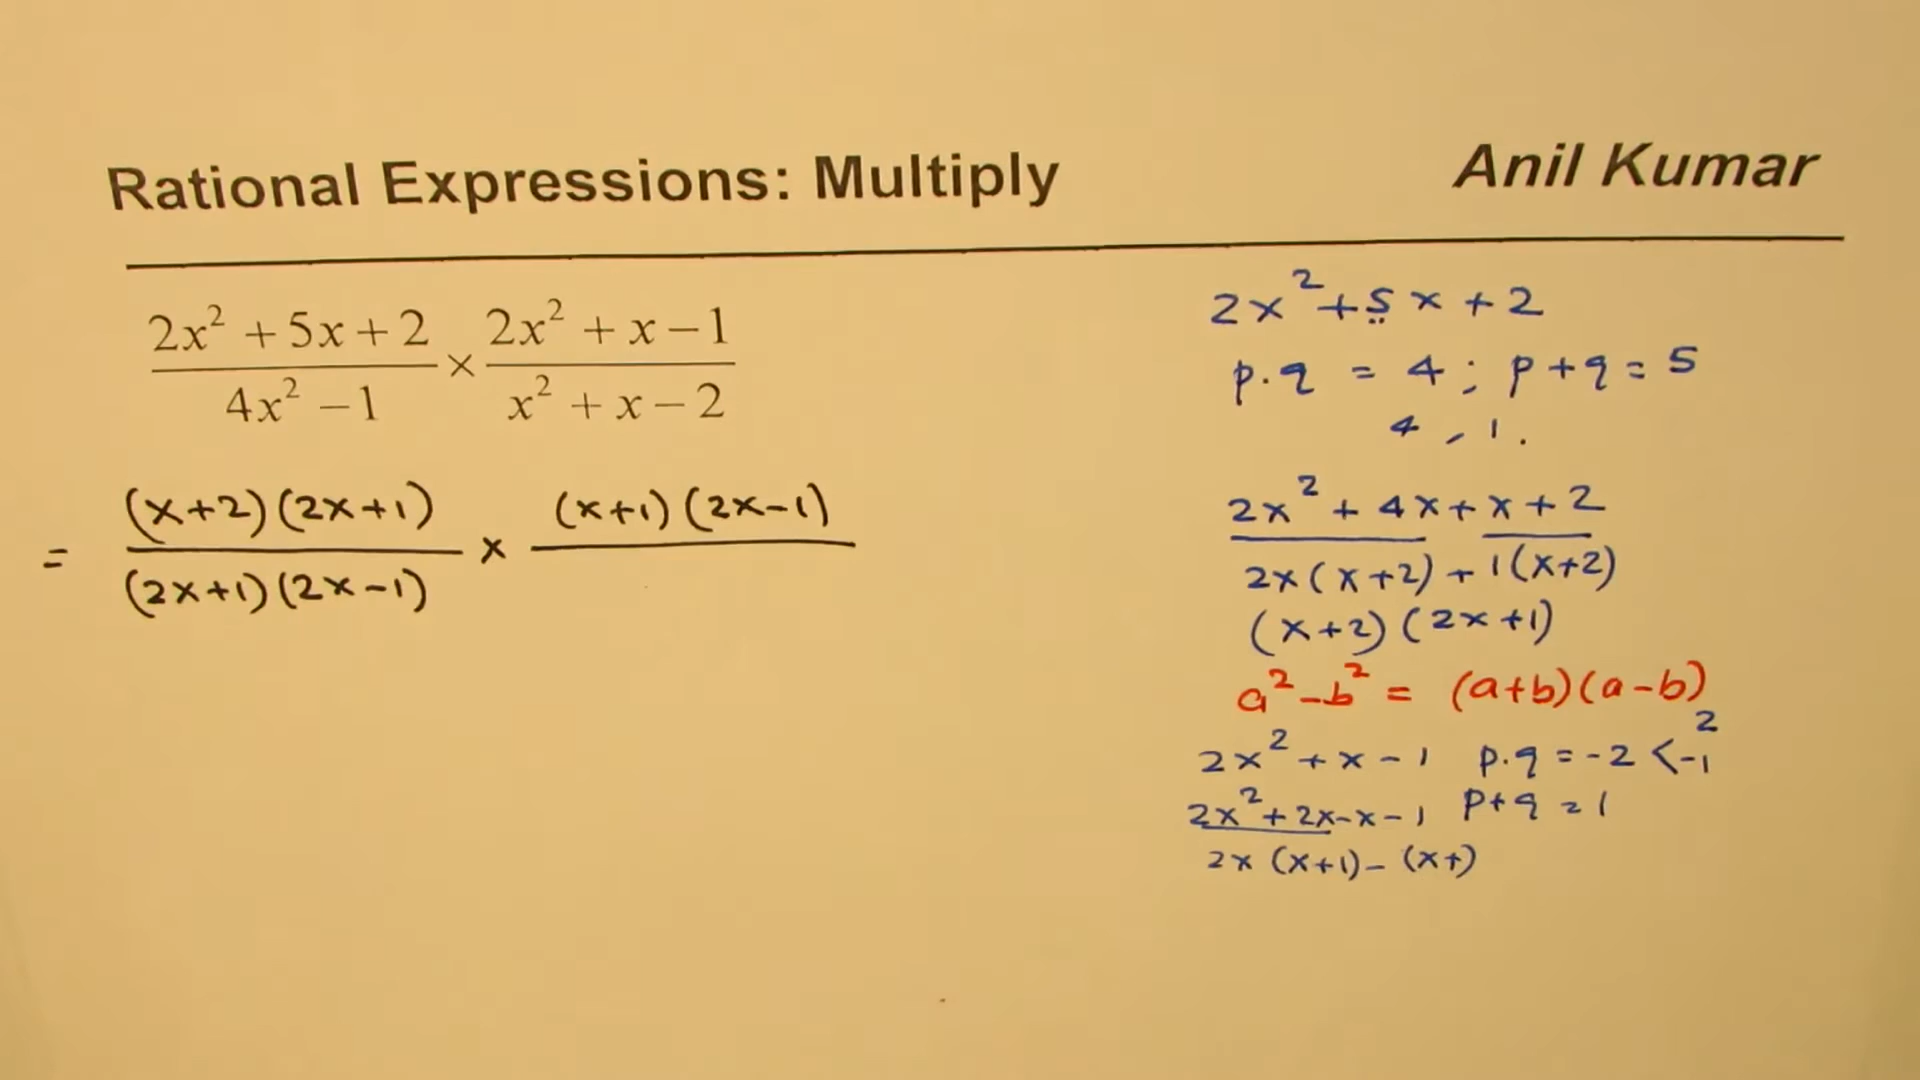 Rational Expressions: Multiply
Anil Kumar
2x² + 5x + 2 / 4x² − 1 × 2x² + x − 1 / x² + x − 2
= (x+2)(2x+1) / (2x+1)(2x−1) × (x+1)(2x−1) /
2x² + 5x + 2
p.q = 4 ; p+q = 5
4 , 1 .
2x² + 4x + x + 2
2x(x+2) + 1(x+2)
(x+2)(2x+1)
a² − b² = (a+b)(a−b)
2x² + x − 1 p.q = −2 < 2 −1
2x² + 2x − x − 1 p+q = 1
2x (x+1) − (x+)